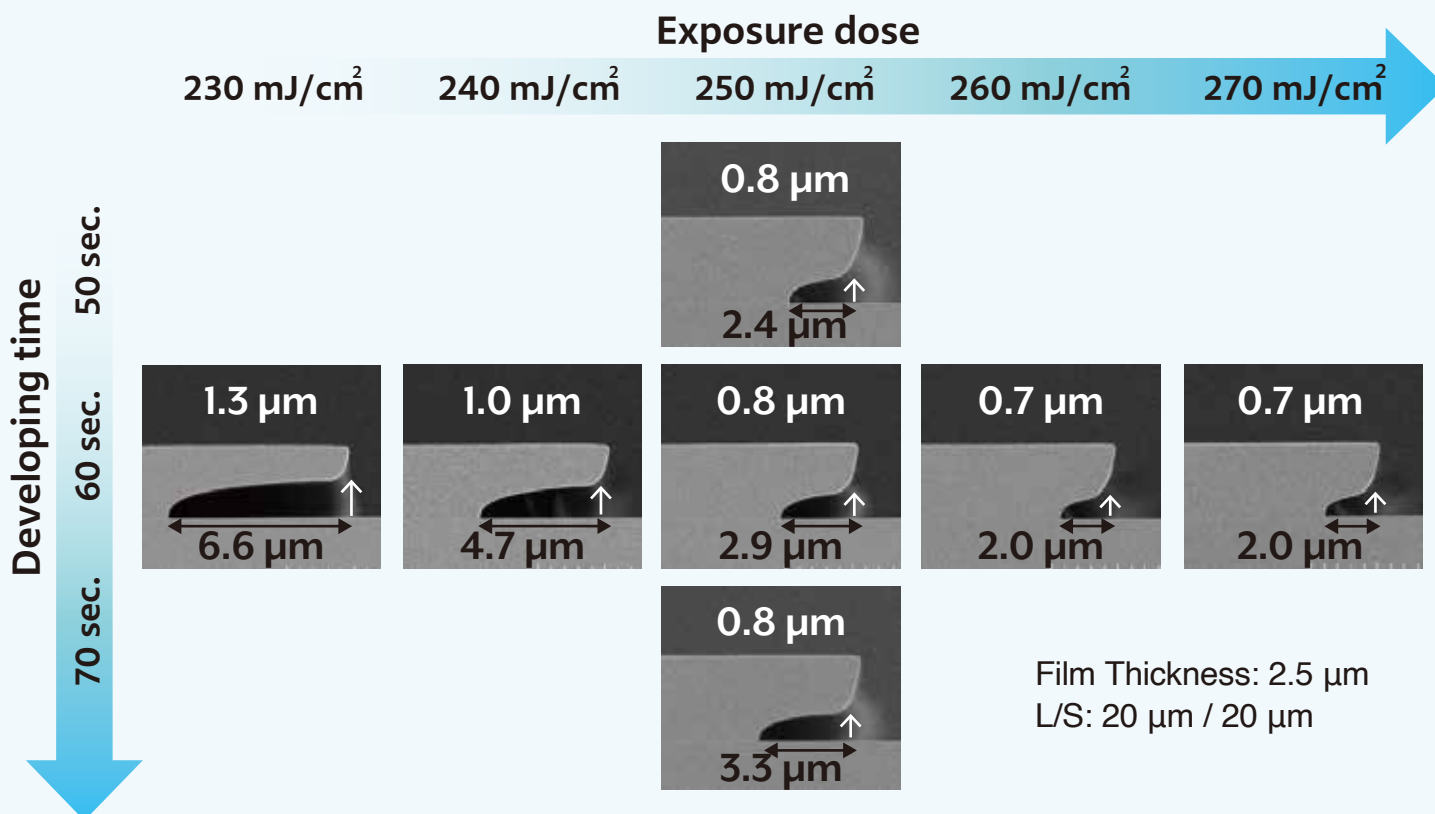 Exposure dose
230 mJ/cm² 240 mJ/cm² 250 mJ/cm² 260 mJ/cm² 270 mJ/cm²
Developing time
50 sec.
0.8 µm
2.4 µm
60 sec.
1.3 µm 1.0 µm 0.8 µm 0.7 µm 0.7 µm
6.6 µm 4.7 µm 2.9 µm 2.0 µm 2.0 µm
70 sec.
0.8 µm
3.3 µm
Film Thickness: 2.5 µm
L/S: 20 µm / 20 µm